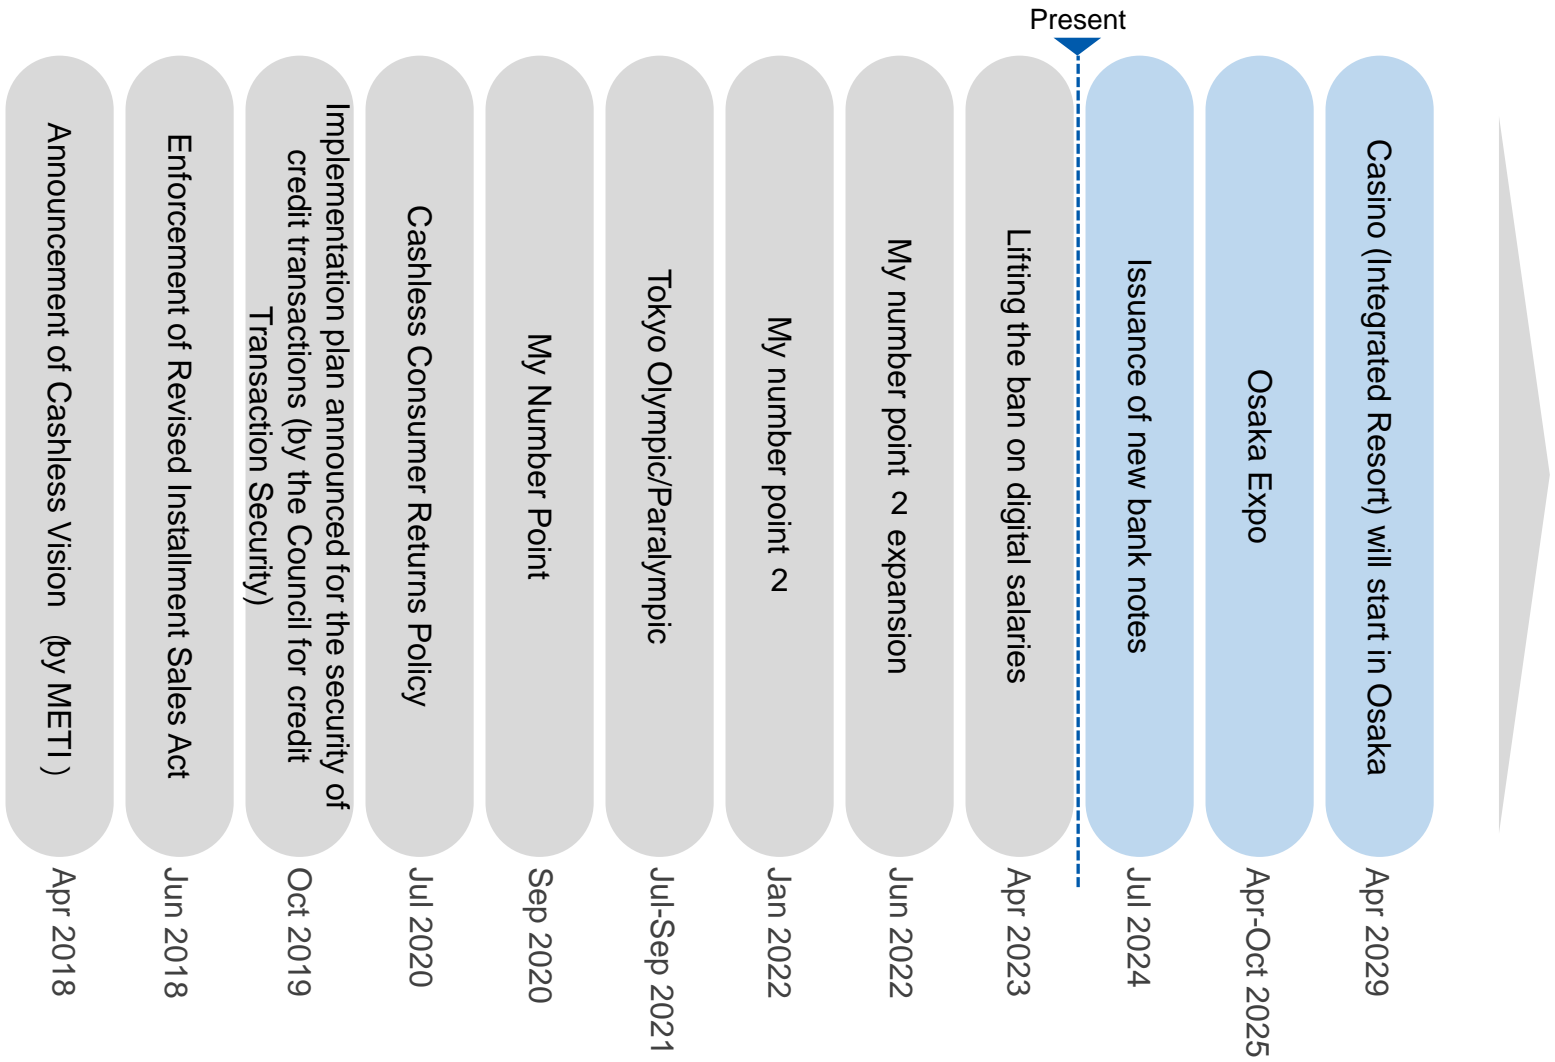 Present
Announcement of Cashless Vision (by METI)
Apr 2018
Enforcement of Revised Installment Sales Act
Jun 2018
Implementation plan announced for the security of
credit transactions (by the Council for credit
Transaction Security)
Oct 2019
Cashless Consumer Returns Policy
Jul 2020
My Number Point
Sep 2020
Tokyo Olympic/Paralympic
Jul-Sep 2021
My number point 2
Jan 2022
My number point 2 expansion
Jun 2022
Lifting the ban on digital salaries
Apr 2023
Issuance of new bank notes
Jul 2024
Osaka Expo
Apr-Oct 2025
Casino (Integrated Resort) will start in Osaka
Apr 2029